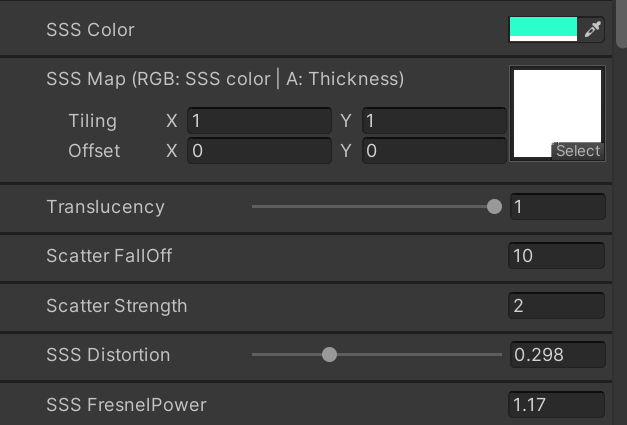 SSS Color
SSS Map (RGB: SSS color | A: Thickness)
Tiling X 1 Y 1
Offset X 0 Y 0
Select
Translucency 1
Scatter FallOff 10
Scatter Strength 2
SSS Distortion 0.298
SSS FresnelPower 1.17